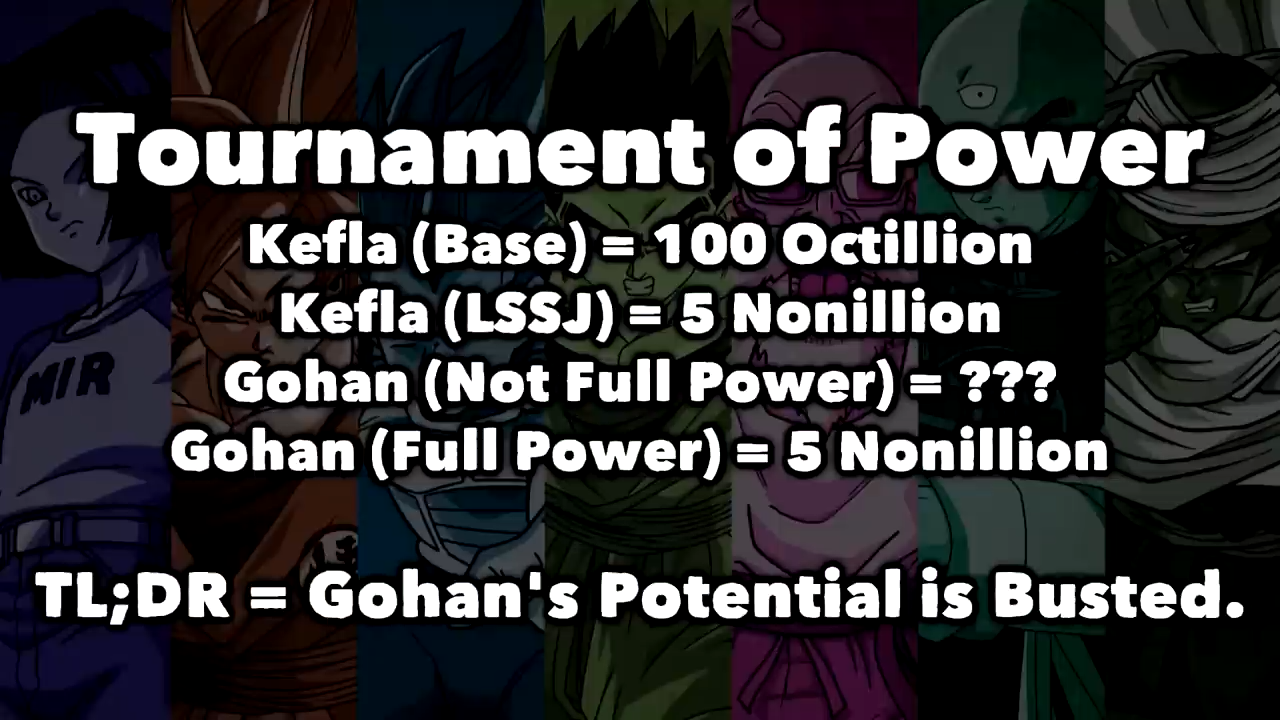 Tournament of Power
Kefla (Base) = 100 Octillion
Kefla (LSSJ) = 5 Nonillion
Gohan (Not Full Power) = ???
Gohan (Full Power) = 5 Nonillion
MIR
TL;DR = Gohan's Potential is Busted.